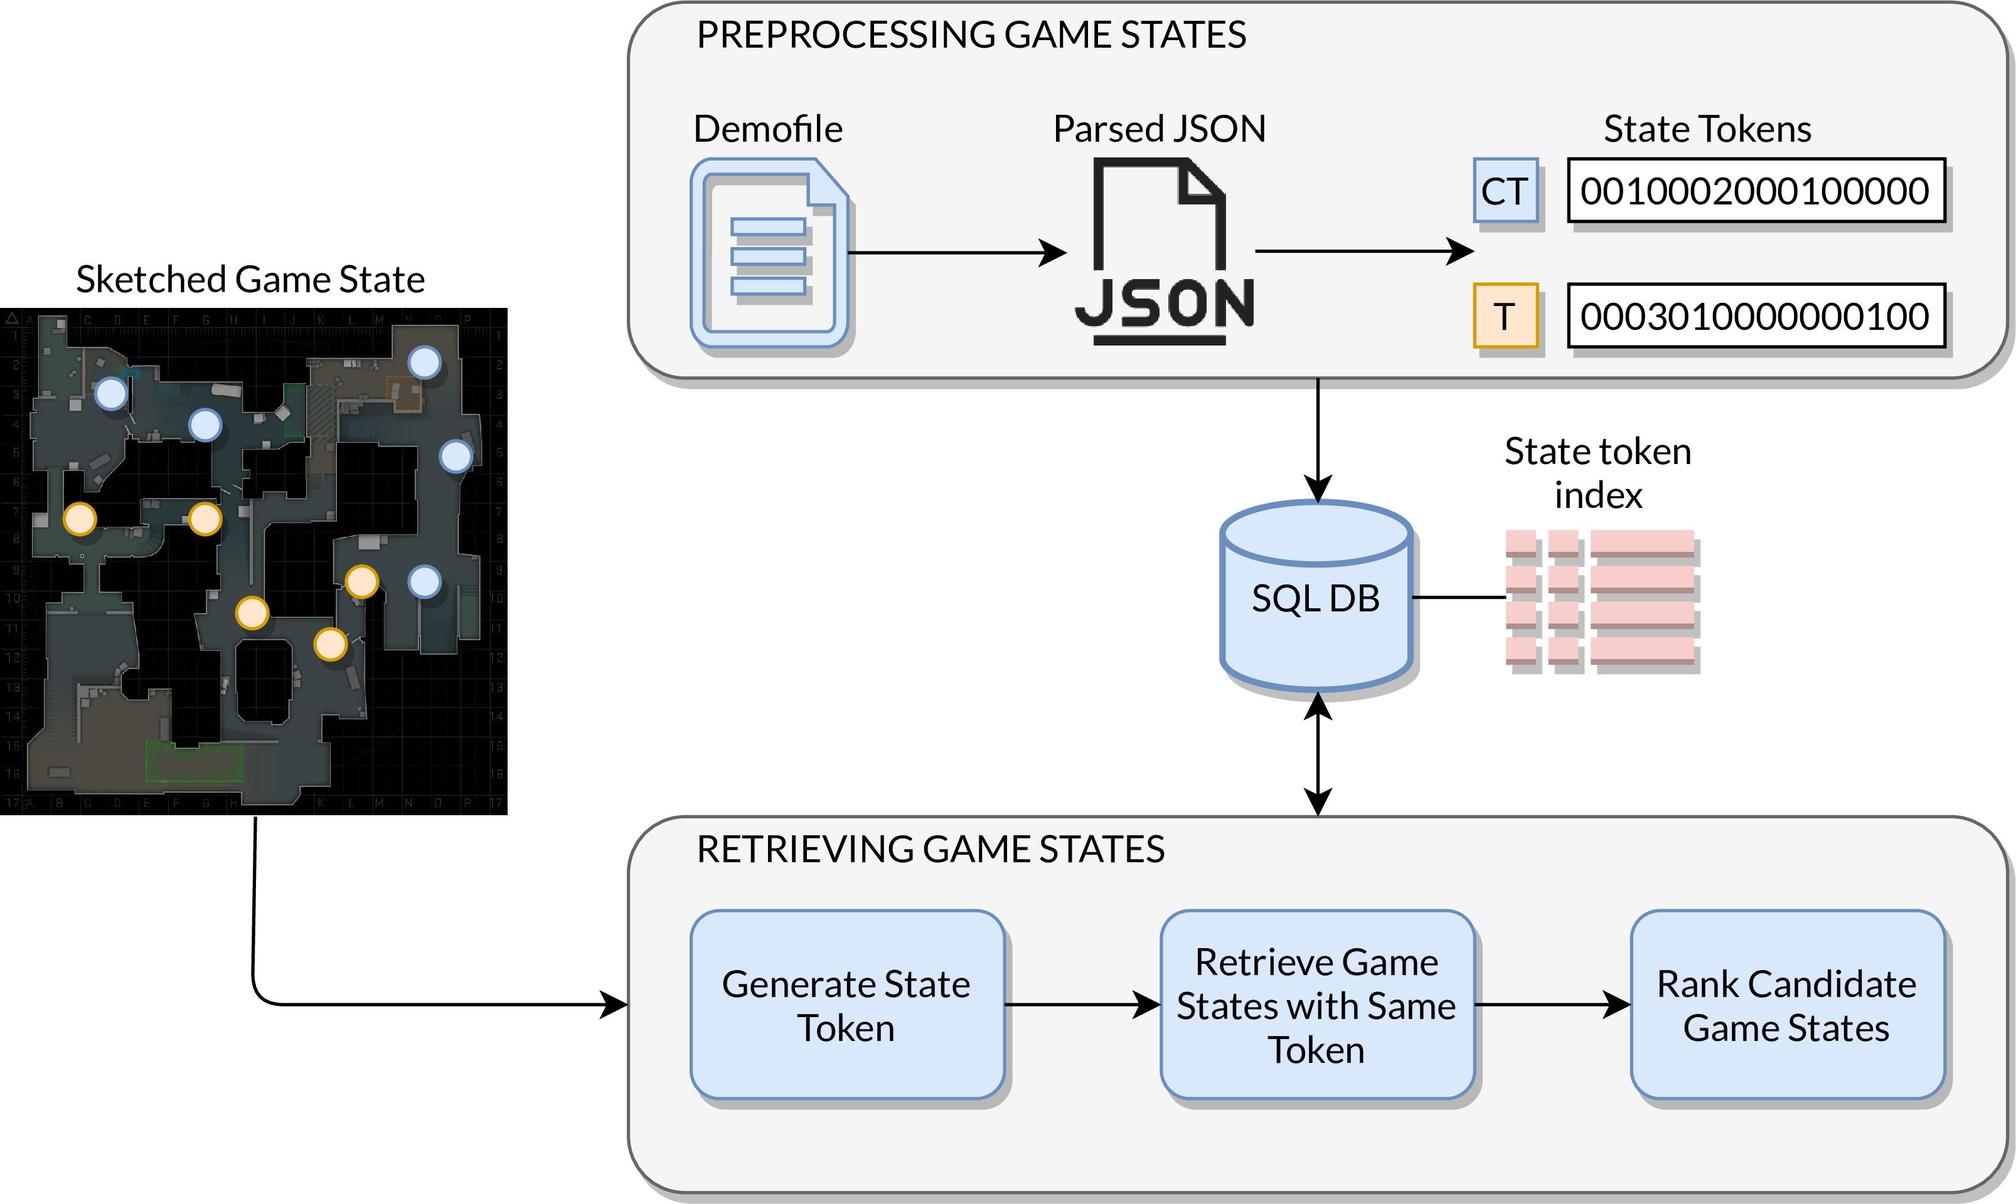 PREPROCESSING GAME STATES
Demofile
Parsed JSON
State Tokens
JSON
CT
0010002000100000
T
0003010000000100
Sketched Game State
State token
index
SQL DB
RETRIEVING GAME STATES
Generate State
Token
Retrieve Game
States with Same
Token
Rank Candidate
Game States